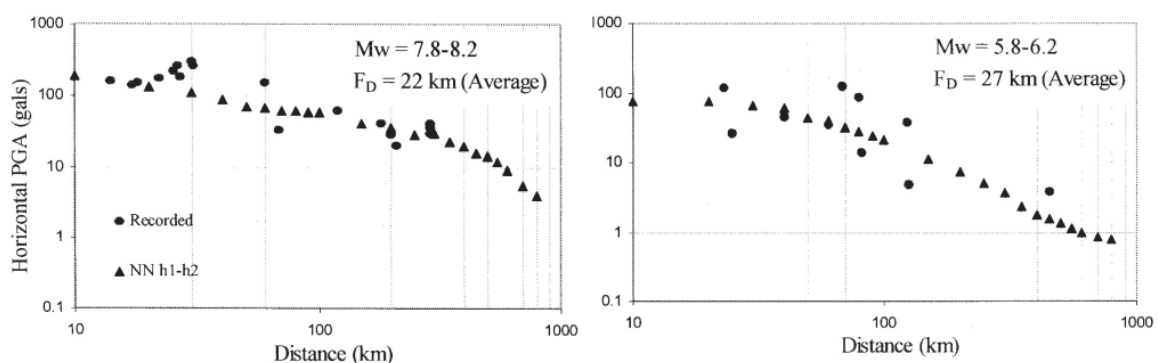 1000
100
10
1
0.1
Horizontal PGA (gals)
Mw = 7.8-8.2
F_D = 22 km (Average)
Recorded
NN h1-h2
10
100
1000
Distance (km)
1000
100
10
1
0.1
Mw = 5.8-6.2
F_D = 27 km (Average)
10
100
1000
Distance (km)